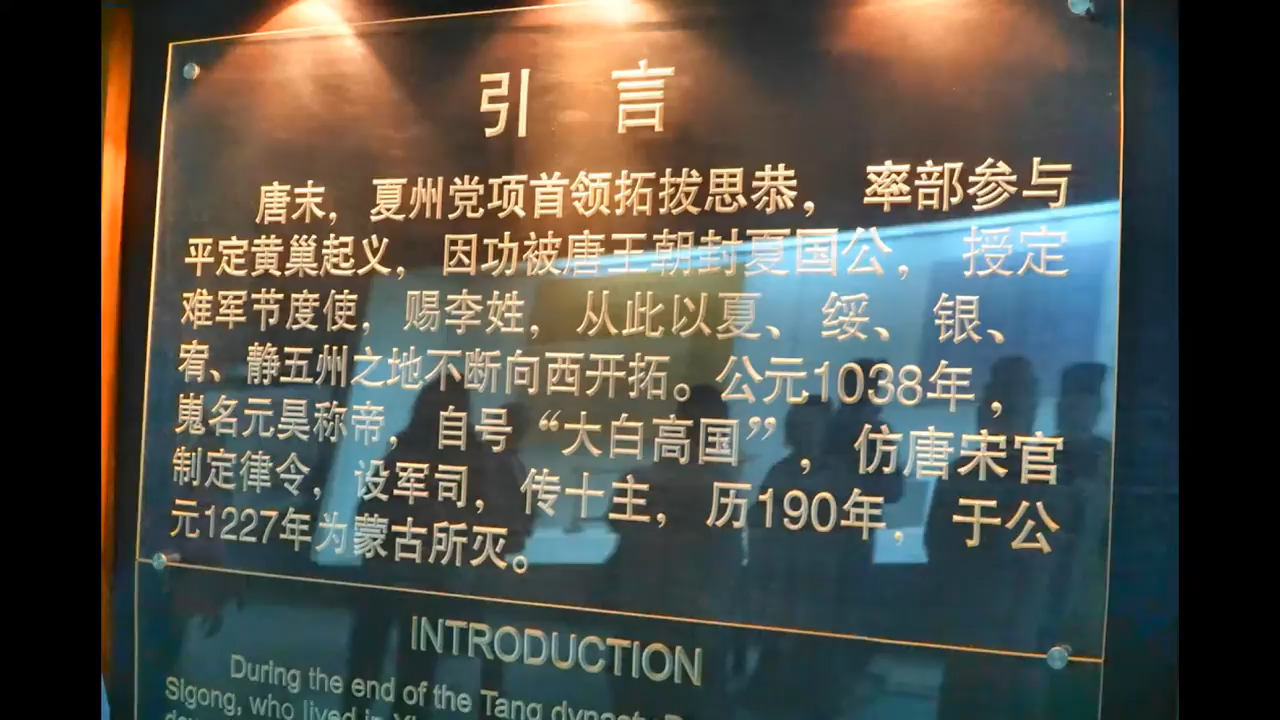 引 言
唐末，夏州党项首领拓拔思恭，率部参与
平定黄巢起义，因功被唐王朝封夏国公，授定
难军节度使，赐李姓，从此以夏、绥、银、
宥、静五州之地不断向西开拓。公元1038年，
嵬名元昊称帝，自号“大白高国”，仿唐宋官
制定律令，设军司，传十主，历190年，于公
元1227年为蒙古所灭。
INTRODUCTION
During the end of the Tang dynasty
SIgong, who lived in